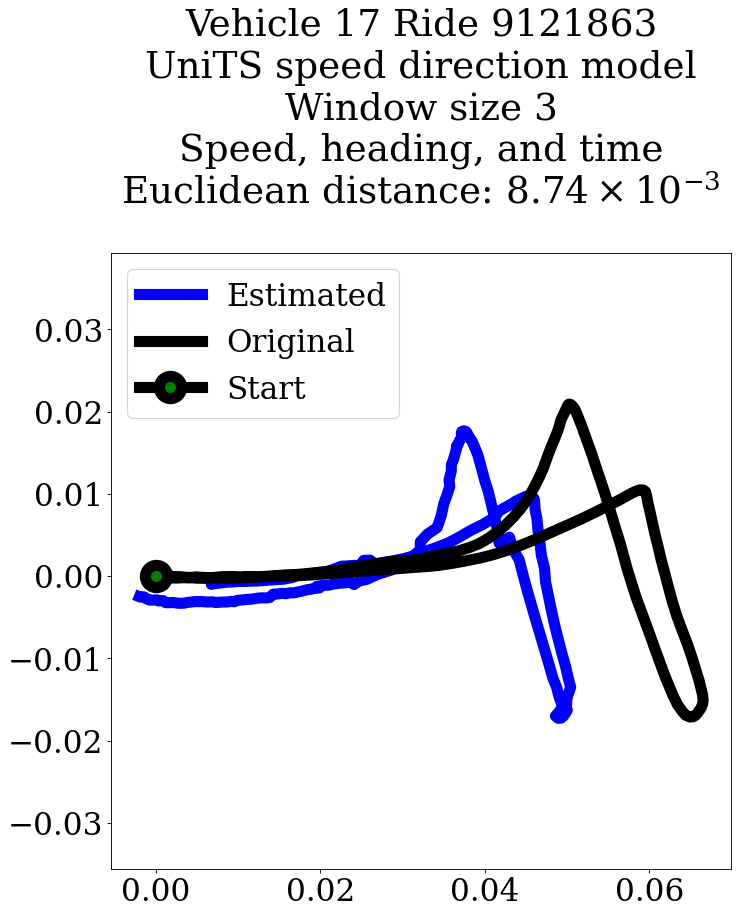 Vehicle 17 Ride 9121863
UniTS speed direction model
Window size 3
Speed, heading, and time
Euclidean distance: 8.74 × 10⁻³
Estimated
Original
Start
0.03
0.02
0.01
0.00
−0.01
−0.02
−0.03
0.00 0.02 0.04 0.06